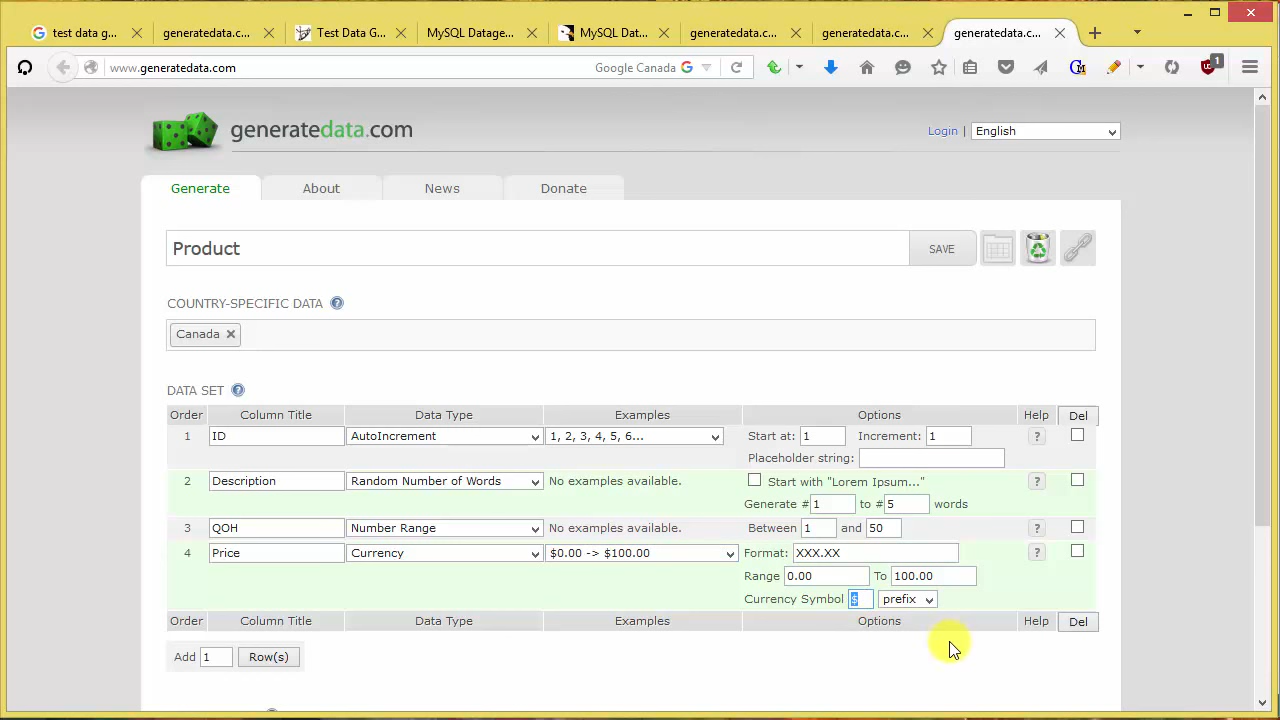 test data g... generatedata.c... Test Data G... MySQL Datage... MySQL Dat... generatedata.c... generatedata.c... generatedata.c...
www.generatedata.com Google Canada 1
generatedata.com
Login | English
Generate About News Donate
Product SAVE
COUNTRY-SPECIFIC DATA ?
Canada
DATA SET ?
Order Column Title Data Type Examples Options Help Del
1 ID AutoIncrement 1, 2, 3, 4, 5, 6... Start at: 1 Increment: 1 ?
Placeholder string:
2 Description Random Number of Words No examples available. Start with "Lorem Ipsum..." ?
Generate # 1 to # 5 words
3 QOH Number Range No examples available. Between 1 and 50 ?
4 Price Currency $0.00 -> $100.00 Format: XXX.XX ?
Range 0.00 To 100.00
Currency Symbol $ prefix
Order Column Title Data Type Examples Options Help Del
Add 1 Row(s)